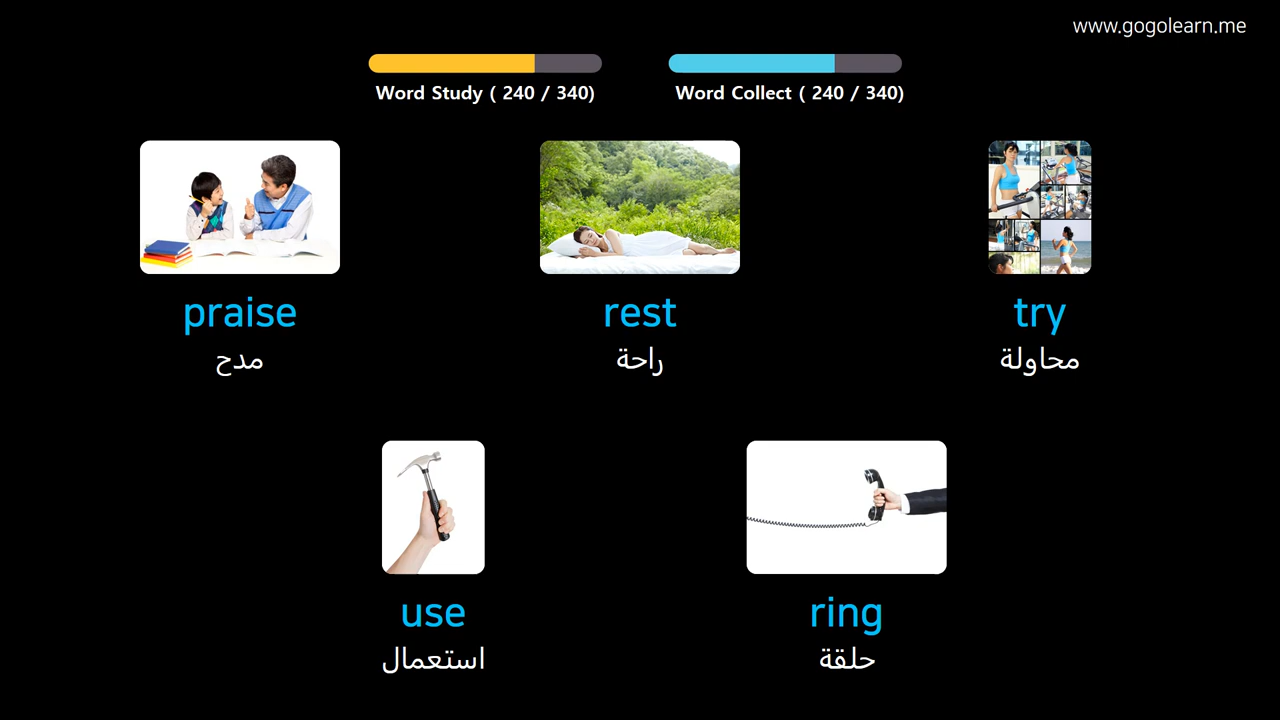 www.gogolearn.me
Word Study ( 240 / 340)
Word Collect ( 240 / 340)
praise
مدح
rest
راحة
try
محاولة
use
استعمال
ring
حلقة